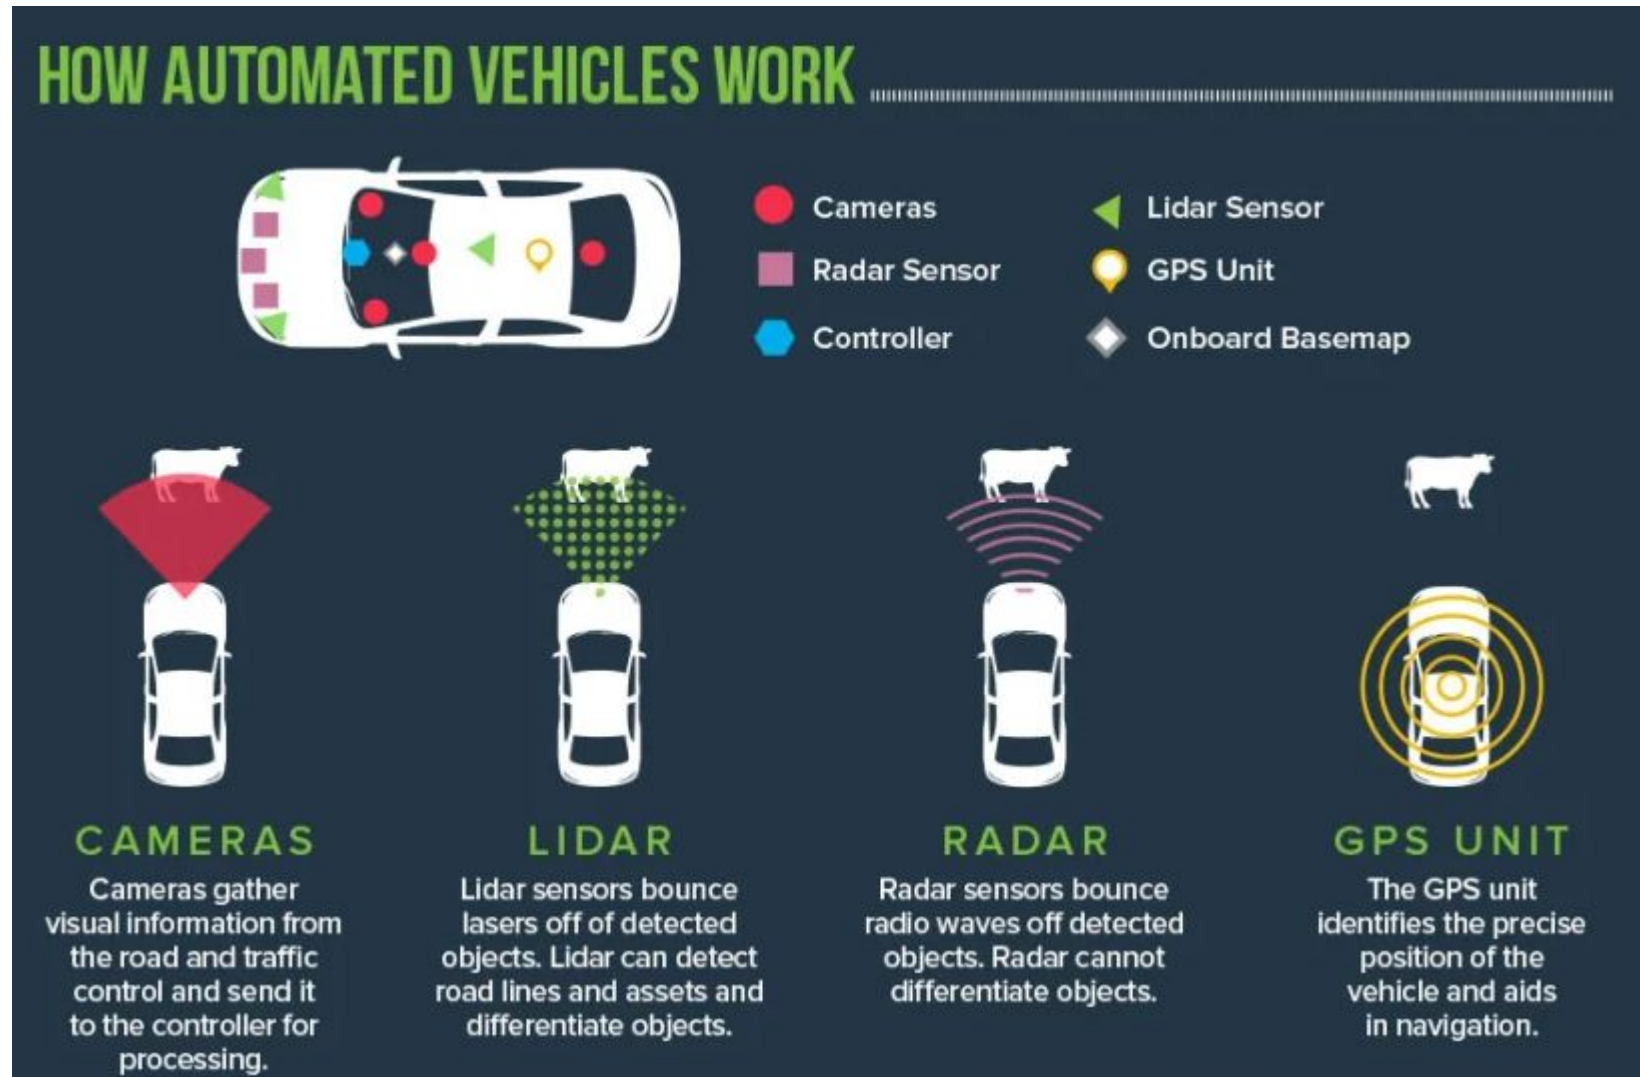 HOW AUTOMATED VEHICLES WORK
Cameras
Lidar Sensor
Radar Sensor
GPS Unit
Controller
Onboard Basemap
CAMERAS
Cameras gather
visual information from
the road and traffic
control and send it
to the controller for
processing.
LIDAR
Lidar sensors bounce
lasers off of detected
objects. Lidar can detect
road lines and assets and
differentiate objects.
RADAR
Radar sensors bounce
radio waves off detected
objects. Radar cannot
differentiate objects.
GPS UNIT
The GPS unit
identifies the precise
position of the
vehicle and aids
in navigation.